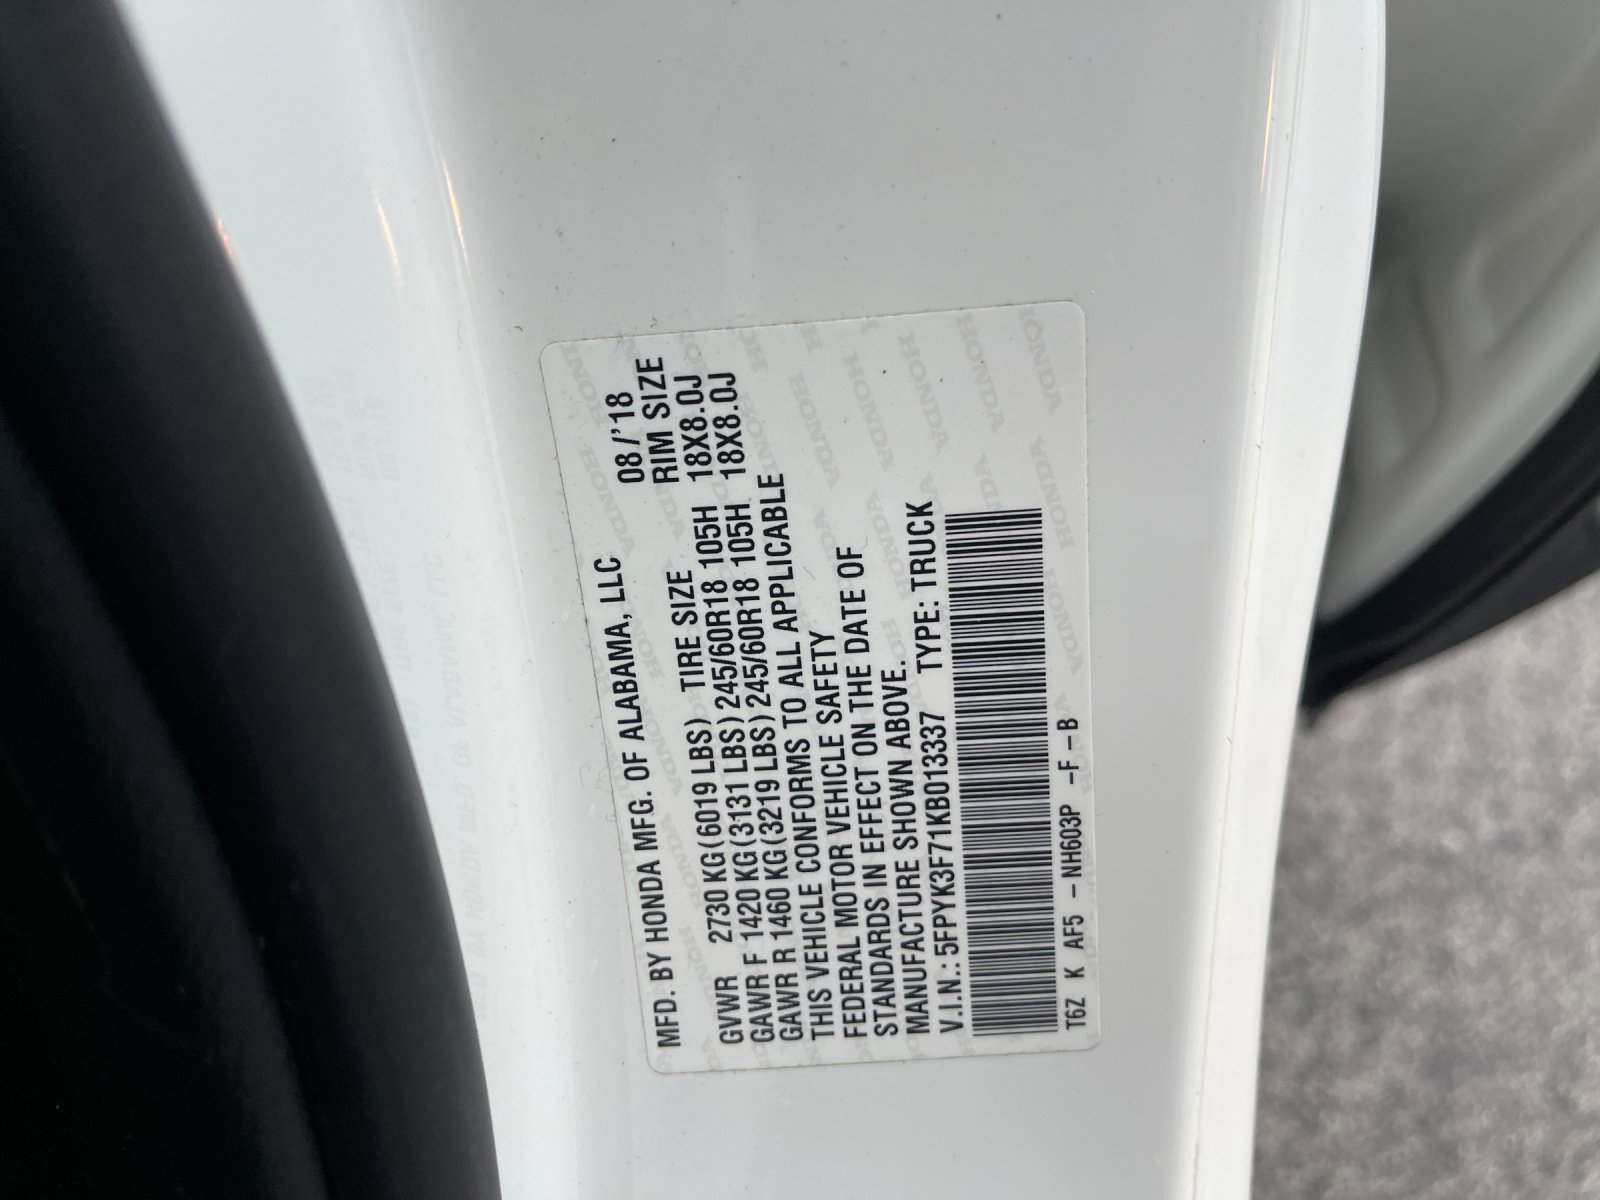 MFD. BY HONDA MFG. OF ALABAMA, LLC 08/'18
TIRE SIZE RIM SIZE
GVWR 2730 KG(6019 LBS)
GAWR F 1420 KG(3131 LBS) 245/60R18 105H 18X8.0J
GAWR R 1460 KG(3219 LBS) 245/60R18 105H 18X8.0J
THIS VEHICLE CONFORMS TO ALL APPLICABLE
FEDERAL MOTOR VEHICLE SAFETY
STANDARDS IN EFFECT ON THE DATE OF
MANUFACTURE SHOWN ABOVE.
V.I.N.: 5FPYK3F71KB013337 TYPE: TRUCK
T6Z K AF5 -NH603P -F-B